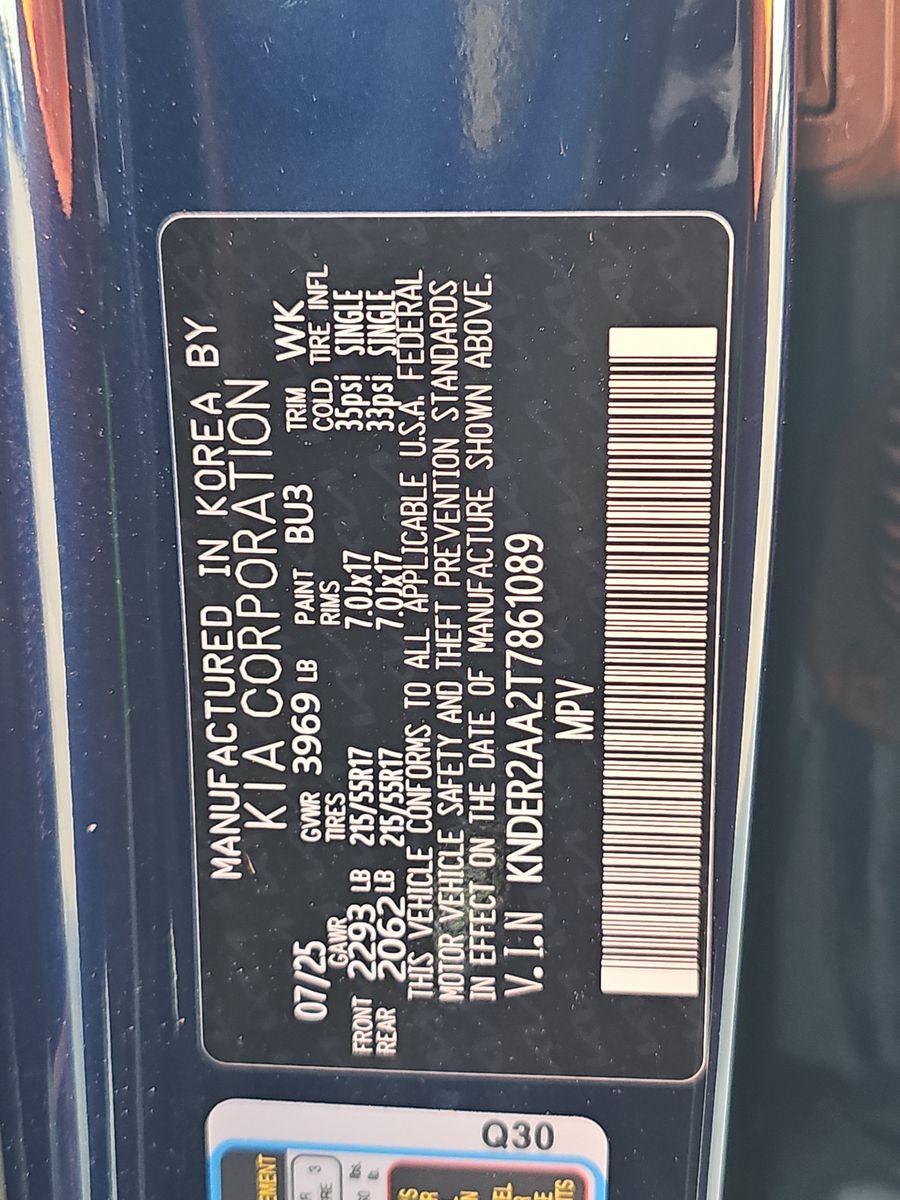 MANUFACTURED IN KOREA BY
KIA CORPORATION
07/25 GVWR 3969 LB PAINT BU3 TRIM WK
GAWR TIRES RIMS COLD TIRE INFL
FRONT 2293 LB 215/55R17 7.0Jx17 35psi SINGLE
REAR 2062 LB 215/55R17 7.0Jx17 33psi SINGLE
THIS VEHICLE CONFORMS TO ALL APPLICABLE U.S.A. FEDERAL
MOTOR VEHICLE SAFETY AND THEFT PREVENTION STANDARDS
IN EFFECT ON THE DATE OF MANUFACTURE SHOWN ABOVE.
V.I.N KNDER2AA2T7861089
MPV
Q30